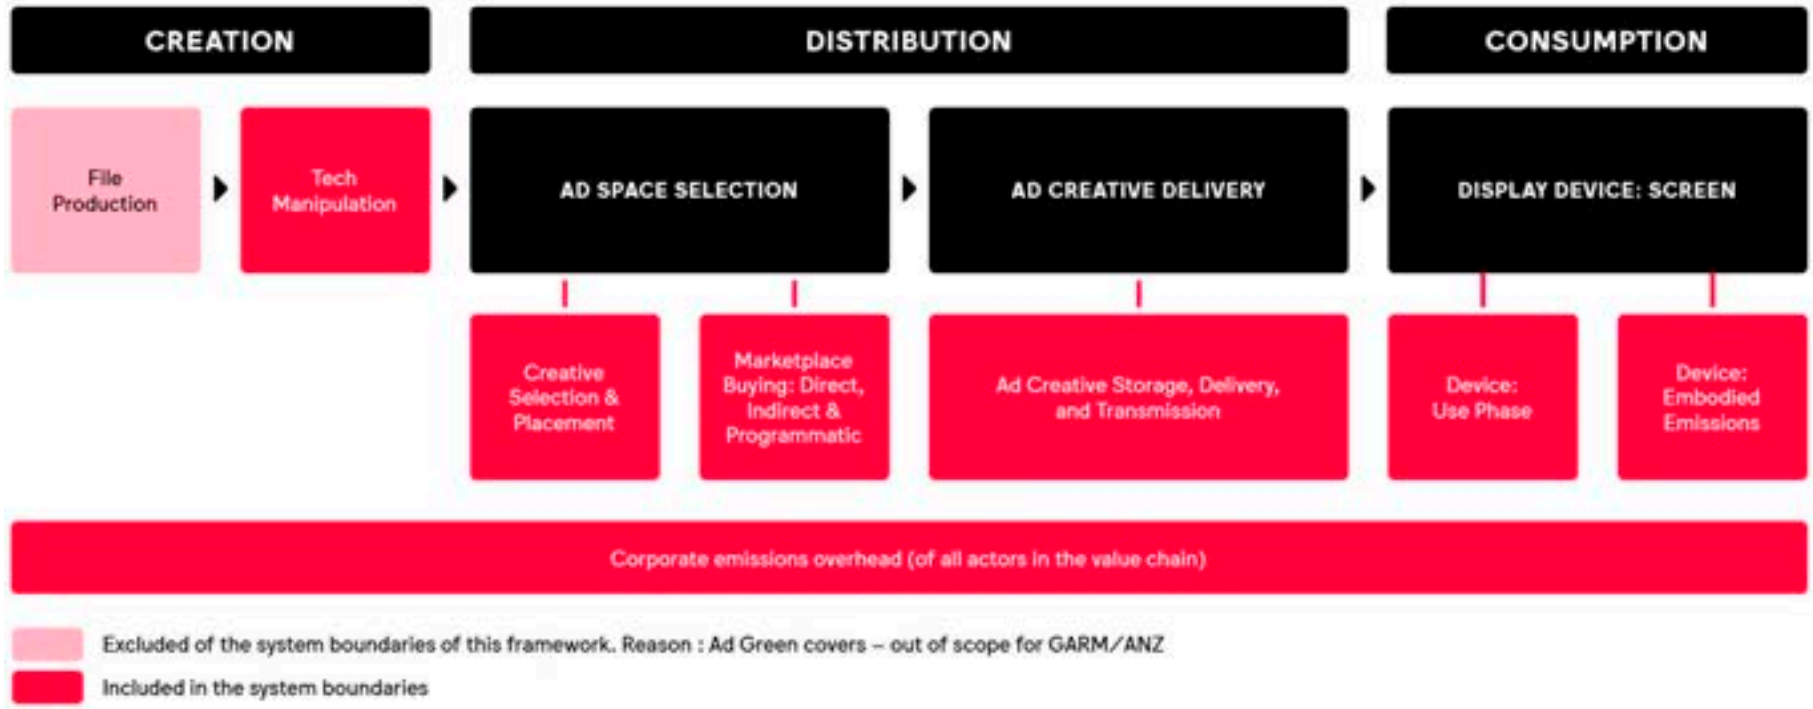 CREATION
DISTRIBUTION
CONSUMPTION
File
Production
Tech
Manipulation
AD SPACE SELECTION
AD CREATIVE DELIVERY
DISPLAY DEVICE: SCREEN
Creative
Selection &
Placement
Marketplace
Buying: Direct,
Indirect &
Programmatic
Ad Creative Storage, Delivery,
and Transmission
Device:
Use Phase
Device:
Embodied
Emissions
Corporate emissions overhead (of all actors in the value chain)
Excluded of the system boundaries of this framework. Reason : Ad Green covers – out of scope for GARM/ANZ
Included in the system boundaries